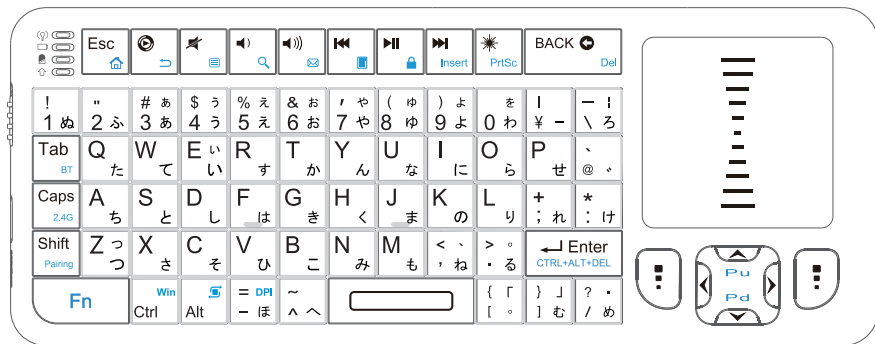 Esc BACK
Insert PrtSc Del
! " # ぁ $ ぅ % ぇ & ぉ ' ゃ ( ゅ ) ょ を | — ¦
1 ぬ 2 ふ 3 あ 4 う 5 え 6 お 7 や 8 ゆ 9 よ 0 わ ¥ - \ ろ
Tab Q W E ぃ R T Y U I O P `
BT た て い す か ん な に ら せ @ ゛
Caps A S D F G H J K L + *
2.4G ち と し は き く ま の り ; れ : け
Shift Z っ X C V B N M < 、 > 。 Enter
Pairing つ さ そ ひ こ み も , ね . る CTRL+ALT+DEL
Fn Win = DPI ~ { 「 } 」 ? ・
Ctrl Alt - ほ ^ へ [ ° ] む / め
Pu
Pd